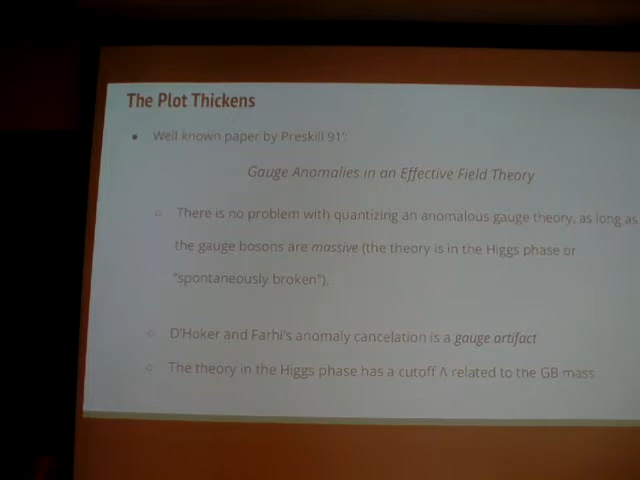 The Plot Thickens
• Well known paper by Preskill 91':
Gauge Anomalies in an Effective Field Theory
○ There is no problem with quantizing an anomalous gauge theory, as long as
the gauge bosons are massive (the theory is in the Higgs phase or
"spontaneously broken").
○ D'Hoker and Farhi's anomaly cancelation is a gauge artifact
○ The theory in the Higgs phase has a cutoff Λ related to the GB mass